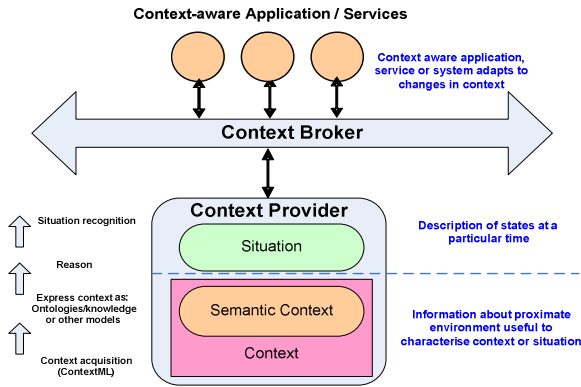 Context-aware Application / Services
Context aware application,
service or system adapts to
changes in context
Context Broker
Context Provider
Situation recognition
Situation
Description of states at a
particular time
Reason
Express context as:
Ontologies/knowledge
or other models
Semantic Context
Information about proximate
environment useful to
characterise context or situation
Context
Context acquisition
(ContextML)